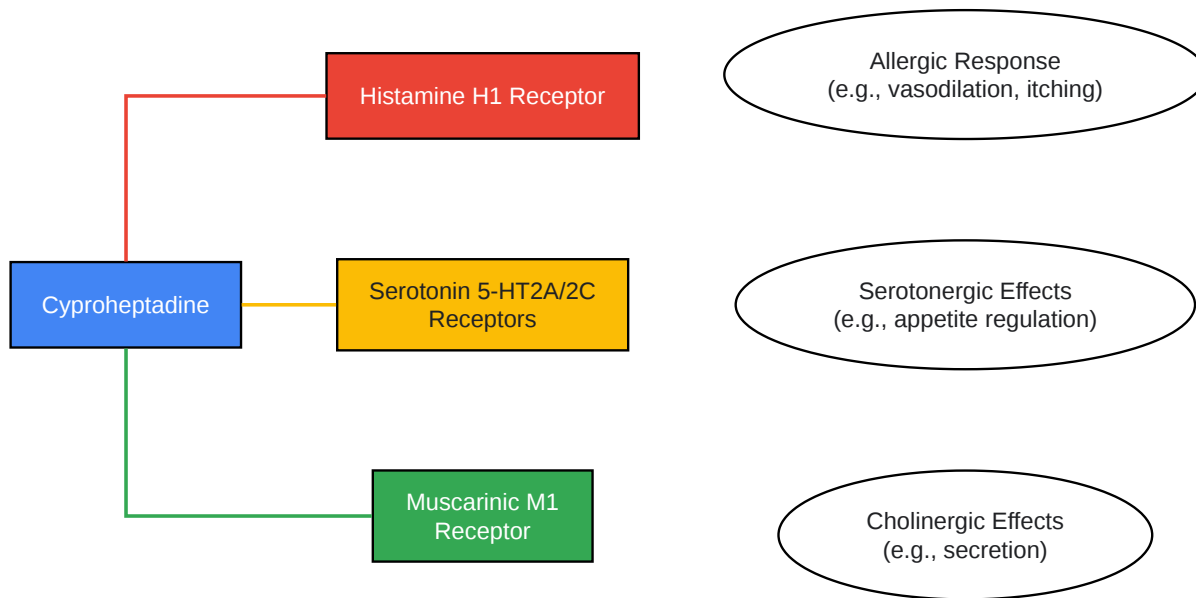 Histamine H1 Receptor
Allergic Response
(e.g., vasodilation, itching)
Cyproheptadine
Serotonin 5-HT2A/2C
Receptors
Serotonergic Effects
(e.g., appetite regulation)
Muscarinic M1
Receptor
Cholinergic Effects
(e.g., secretion)